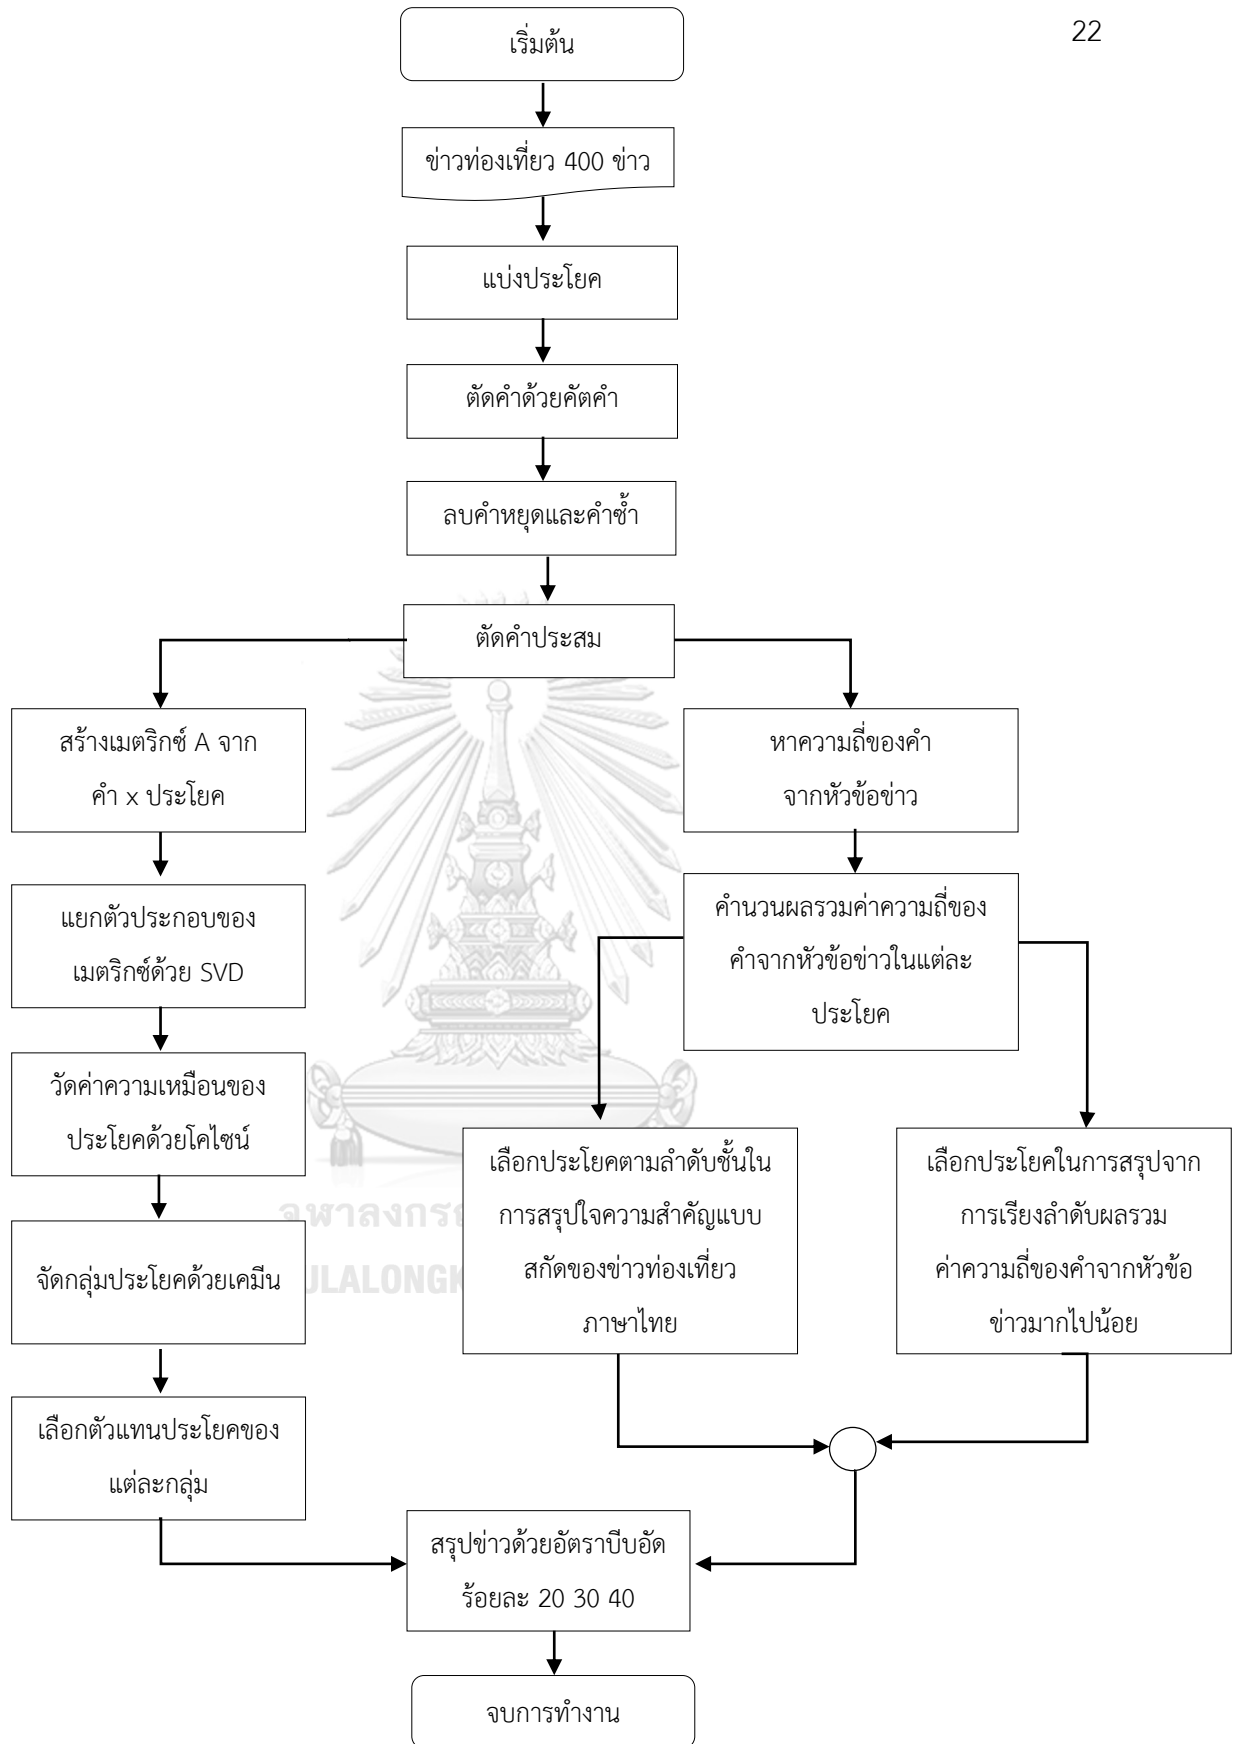 22
เริ่มต้น
ข่าวท่องเที่ยว 400 ข่าว
แบ่งประโยค
ตัดคำด้วยคัตคำ
ลบคำหยุดและคำซ้ำ
ตัดคำประสม
สร้างเมตริกซ์ A จาก
คำ x ประโยค
แยกตัวประกอบของ
เมตริกซ์ด้วย SVD
วัดค่าความเหมือนของ
ประโยคด้วยโคไซน์
จัดกลุ่มประโยคด้วยเคมีน
เลือกตัวแทนประโยคของ
แต่ละกลุ่ม
หาความถี่ของคำ
จากหัวข้อข่าว
คำนวนผลรวมค่าความถี่ของ
คำจากหัวข้อข่าวในแต่ละ
ประโยค
เลือกประโยคตามลำดับชั้นใน
การสรุปใจความสำคัญแบบ
สกัดของข่าวท่องเที่ยว
ภาษาไทย
เลือกประโยคในการสรุปจาก
การเรียงลำดับผลรวม
ค่าความถี่ของคำจากหัวข้อ
ข่าวมากไปน้อย
สรุปข่าวด้วยอัตราบีบอัด
ร้อยละ 20 30 40
จบการทำงาน